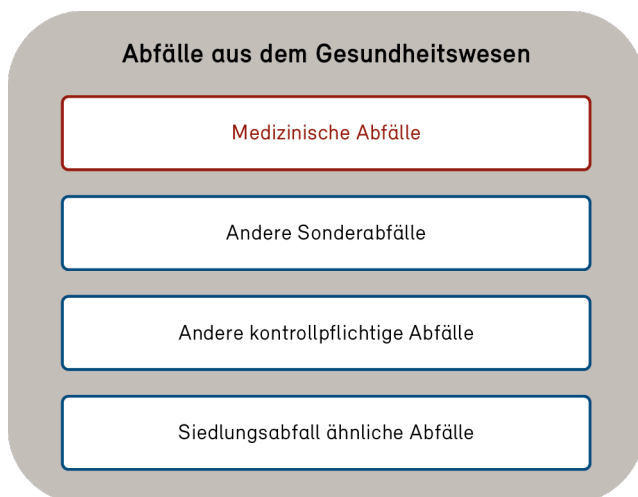 Abfälle aus dem Gesundheitswesen
Medizinische Abfälle
Andere Sonderabfälle
Andere kontrollpflichtige Abfälle
Siedlungsabfall ähnliche Abfälle